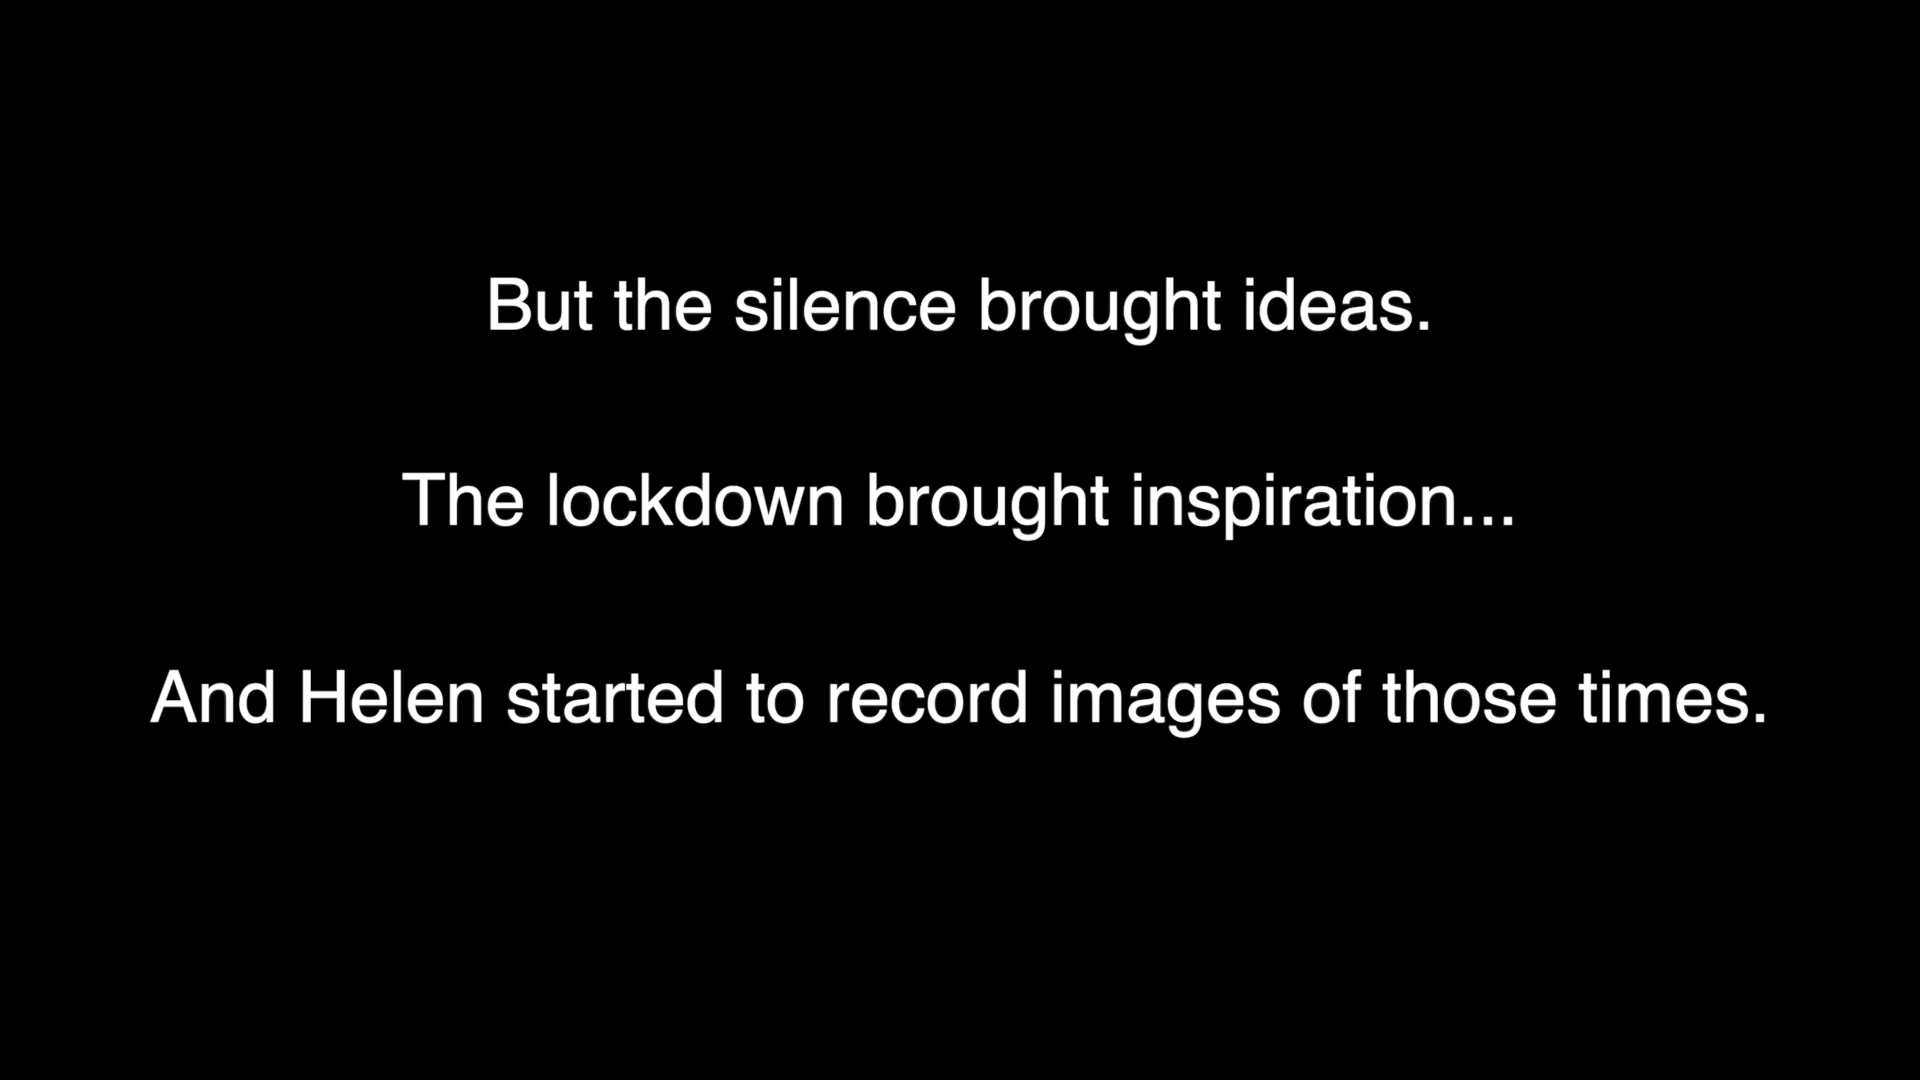 But the silence brought ideas.
The lockdown brought inspiration...
And Helen started to record images of those times.